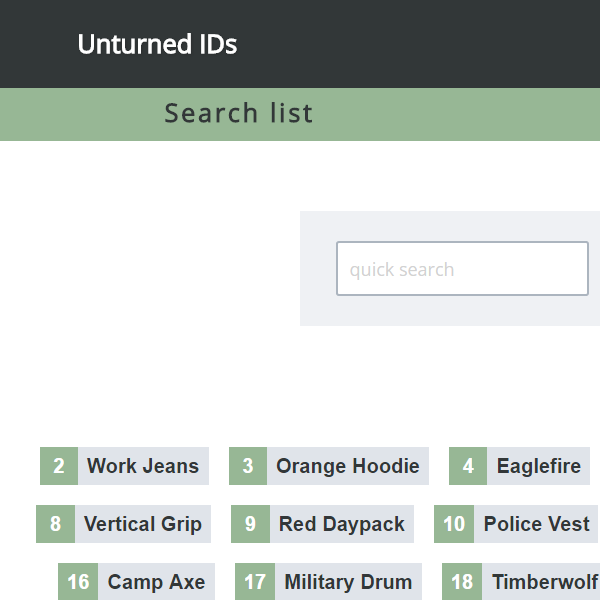 Unturned IDs
Search list
quick search
2 Work Jeans 3 Orange Hoodie 4 Eaglefire
8 Vertical Grip 9 Red Daypack 10 Police Vest
16 Camp Axe 17 Military Drum 18 Timberwolf